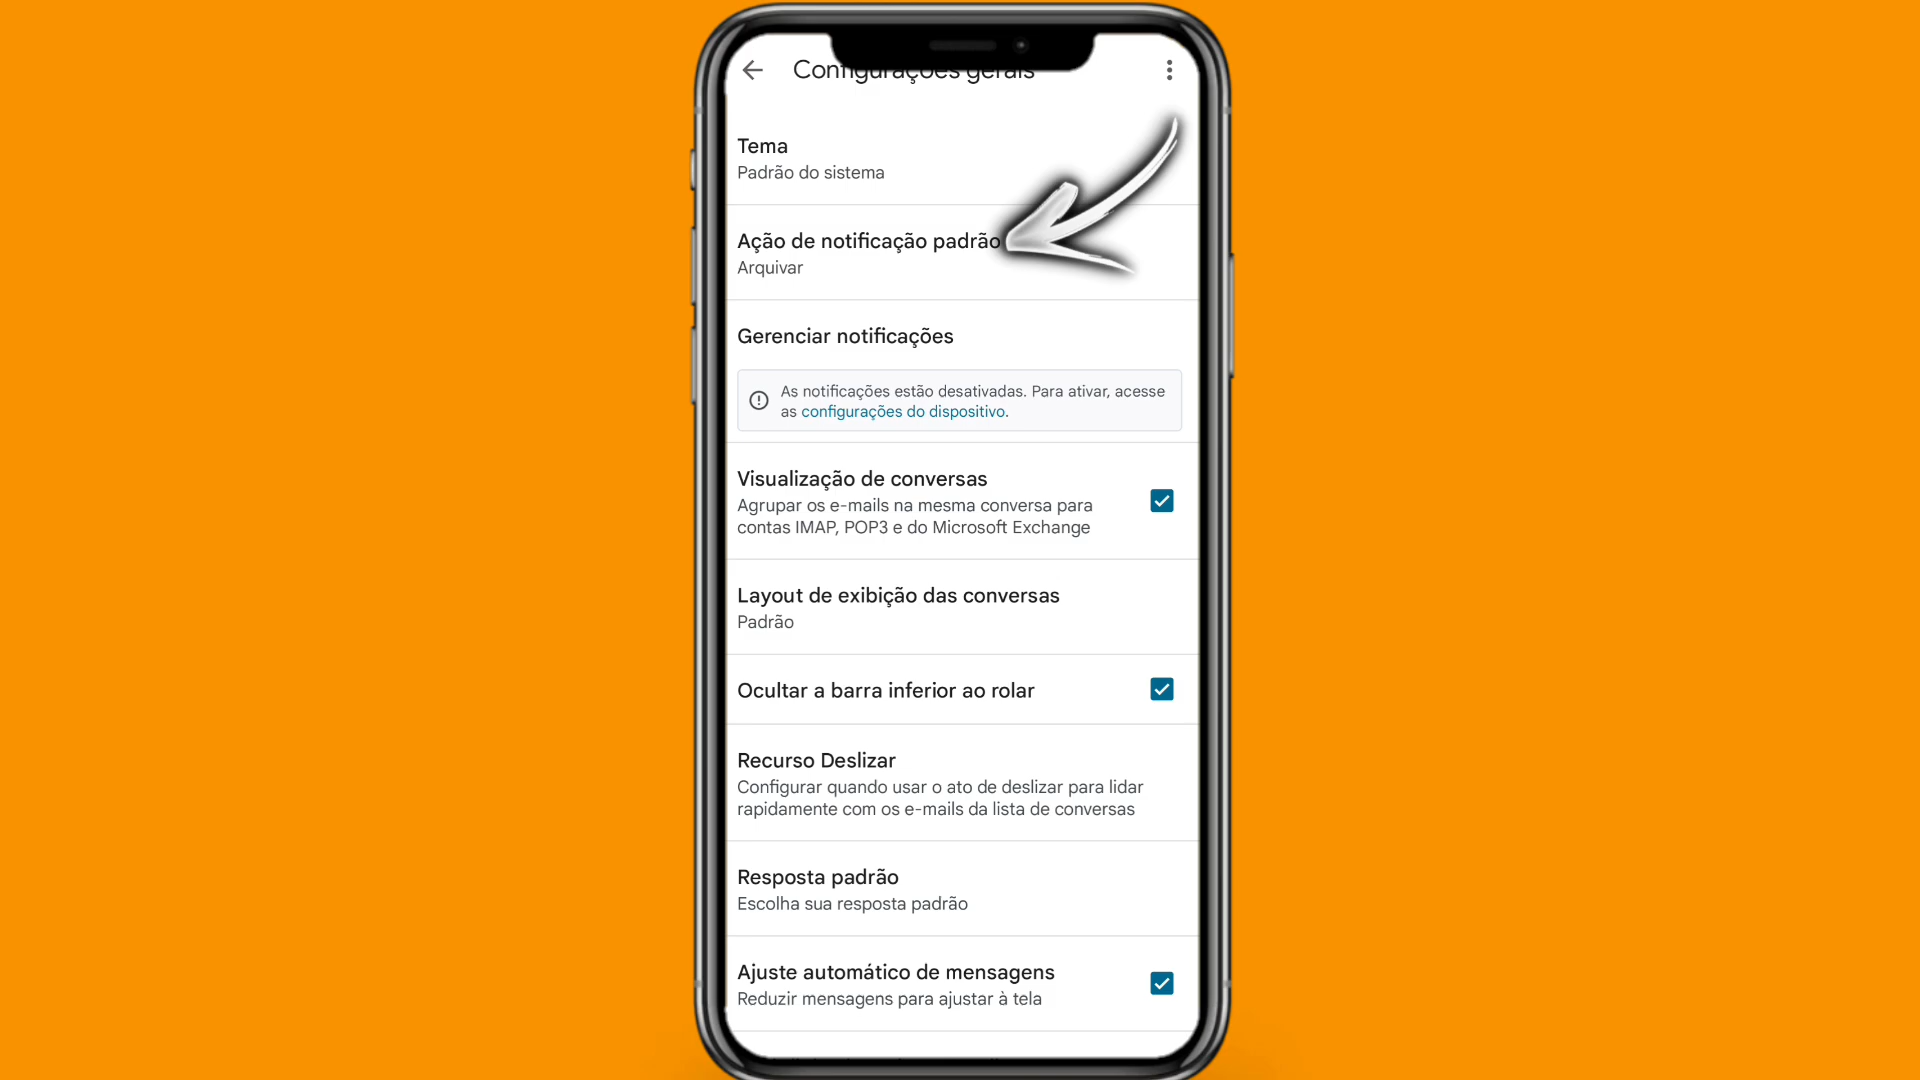 Configurações gerais
Tema
Padrão do sistema
Ação de notificação padrão
Arquivar
Gerenciar notificações
As notificações estão desativadas. Para ativar, acesse
as configurações do dispositivo.
Visualização de conversas
Agrupar os e-mails na mesma conversa para
contas IMAP, POP3 e do Microsoft Exchange
Layout de exibição das conversas
Padrão
Ocultar a barra inferior ao rolar
Recurso Deslizar
Configurar quando usar o ato de deslizar para lidar
rapidamente com os e-mails da lista de conversas
Resposta padrão
Escolha sua resposta padrão
Ajuste automático de mensagens
Reduzir mensagens para ajustar à tela